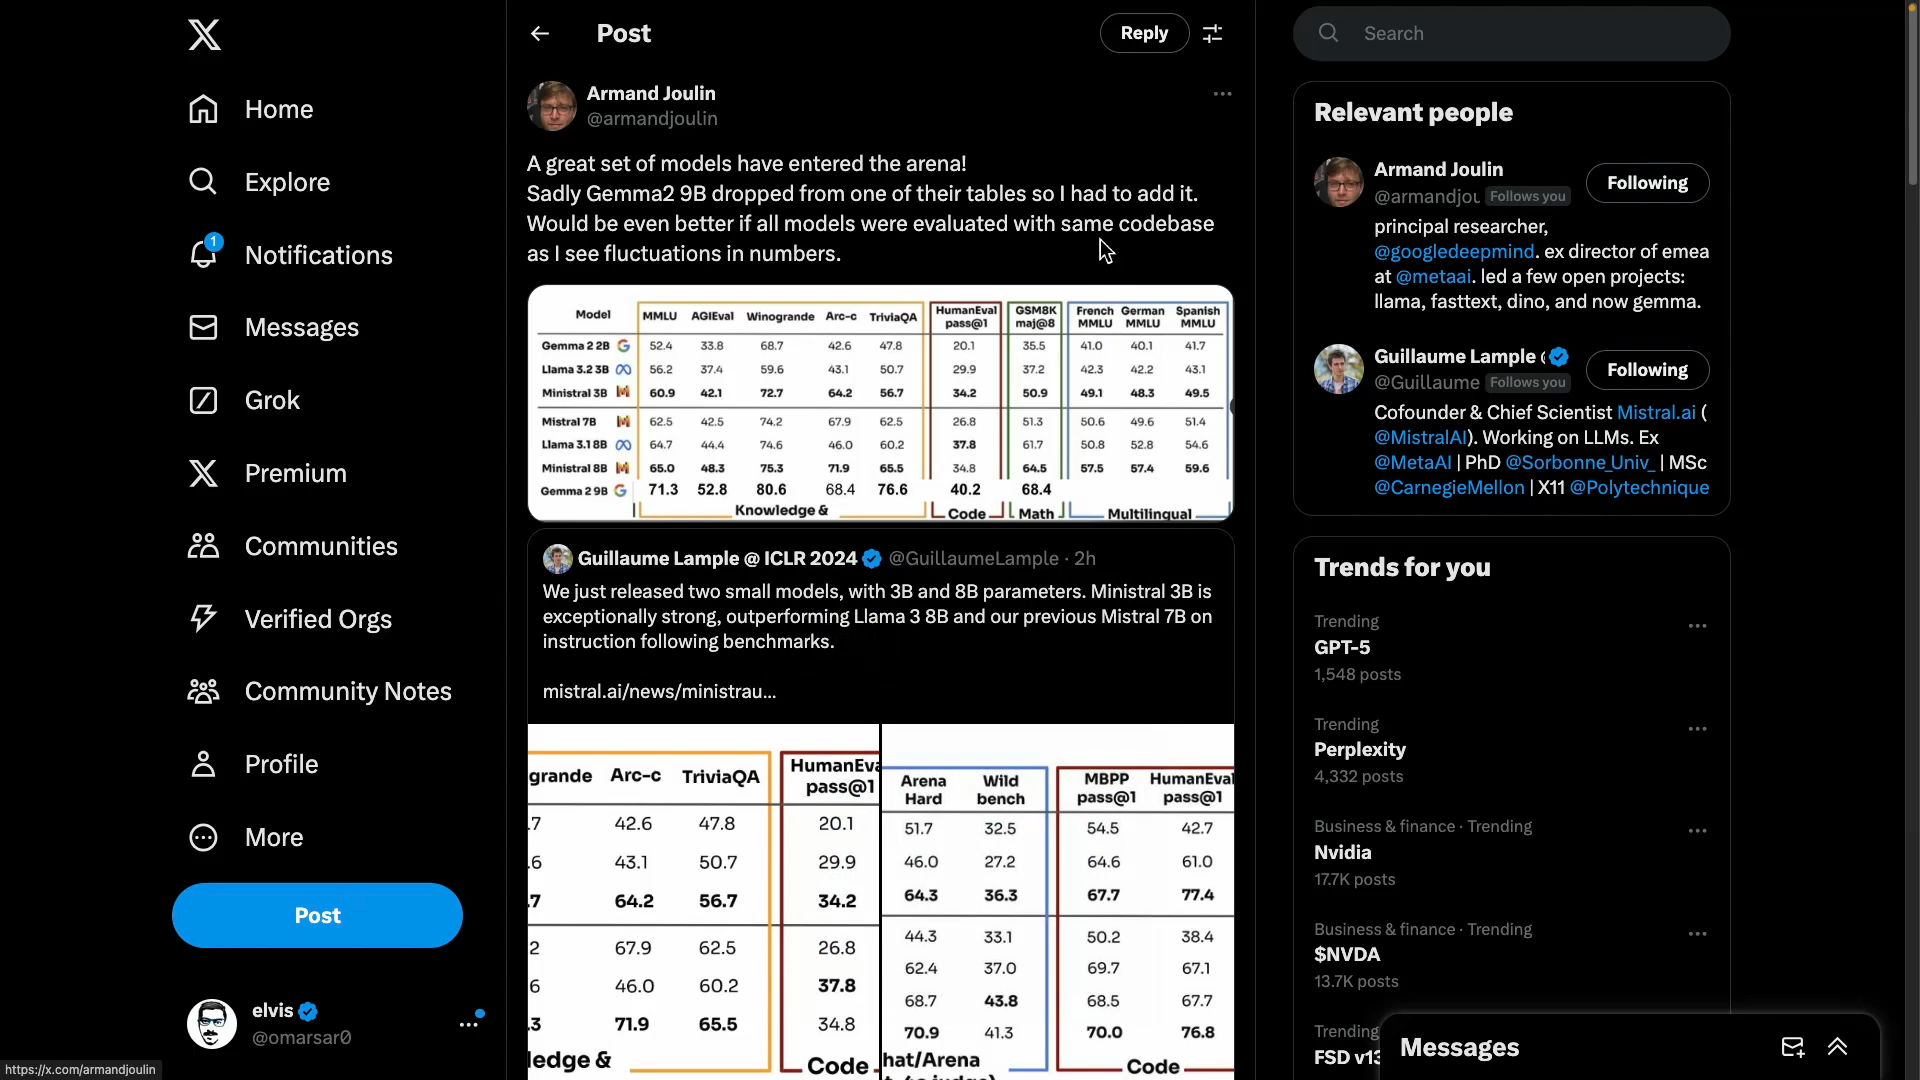 Home
Explore
1
Notifications
Messages
Grok
Premium
Communities
Verified Orgs
Community Notes
Profile
More
Post
elvis
@omarsar0
https://x.com/armandjoulin
Post
Reply
Armand Joulin
@armandjoulin
A great set of models have entered the arena!
Sadly Gemma2 9B dropped from one of their tables so I had to add it.
Would be even better if all models were evaluated with same codebase
as I see fluctuations in numbers.
Model MMLU AGIEval Winogrande Arc-c TriviaQA HumanEval pass@1 GSM8K maj@8 French MMLU German MMLU Spanish MMLU
Gemma 2 2B 52.4 33.8 68.7 42.6 47.8 20.1 35.5 41.0 40.1 41.7
Llama 3.2 3B 56.2 37.4 59.6 43.1 50.7 29.9 37.2 42.3 42.2 43.1
Ministral 3B 60.9 42.1 72.7 64.2 56.7 34.2 50.9 49.1 48.3 49.5
Mistral 7B 62.5 42.5 74.2 67.9 62.5 26.8 51.3 50.6 49.6 51.4
Llama 3.1 8B 64.7 44.4 74.6 46.0 60.2 37.8 61.7 50.8 52.8 54.6
Ministral 8B 65.0 48.3 75.3 71.9 65.5 34.8 64.5 57.5 57.4 59.6
Gemma 2 9B 71.3 52.8 80.6 68.4 76.6 40.2 68.4
Knowledge & Code Math Multilingual
Guillaume Lample @ ICLR 2024 @GuillaumeLample · 2h
We just released two small models, with 3B and 8B parameters. Ministral 3B is
exceptionally strong, outperforming Llama 3 8B and our previous Mistral 7B on
instruction following benchmarks.
mistral.ai/news/ministrau...
grande Arc-c TriviaQA HumanEva pass@1
.7 42.6 47.8 20.1
.6 43.1 50.7 29.9
.7 64.2 56.7 34.2
2 67.9 62.5 26.8
6 46.0 60.2 37.8
.3 71.9 65.5 34.8
ledge & Code
Arena Hard Wild bench MBPP pass@1 HumanEval pass@1
51.7 32.5 54.5 42.7
46.0 27.2 64.6 61.0
64.3 36.3 67.7 77.4
44.3 33.1 50.2 38.4
62.4 37.0 69.7 67.1
68.7 43.8 68.5 67.7
70.9 41.3 70.0 76.8
hat/Arena Code
Search
Relevant people
Armand Joulin
@armandjou Follows you
Following
principal researcher,
@googledeepmind. ex director of emea
at @metaai. led a few open projects:
llama, fasttext, dino, and now gemma.
Guillaume Lample
@Guillaume Follows you
Following
Cofounder & Chief Scientist Mistral.ai (
@MistralAI). Working on LLMs. Ex
@MetaAI | PhD @Sorbonne_Univ_ | MSc
@CarnegieMellon | X11 @Polytechnique
Trends for you
Trending
GPT-5
1,548 posts
Trending
Perplexity
4,332 posts
Business & finance · Trending
Nvidia
17.7K posts
Business & finance · Trending
$NVDA
13.7K posts
Trending
FSD v13
Messages